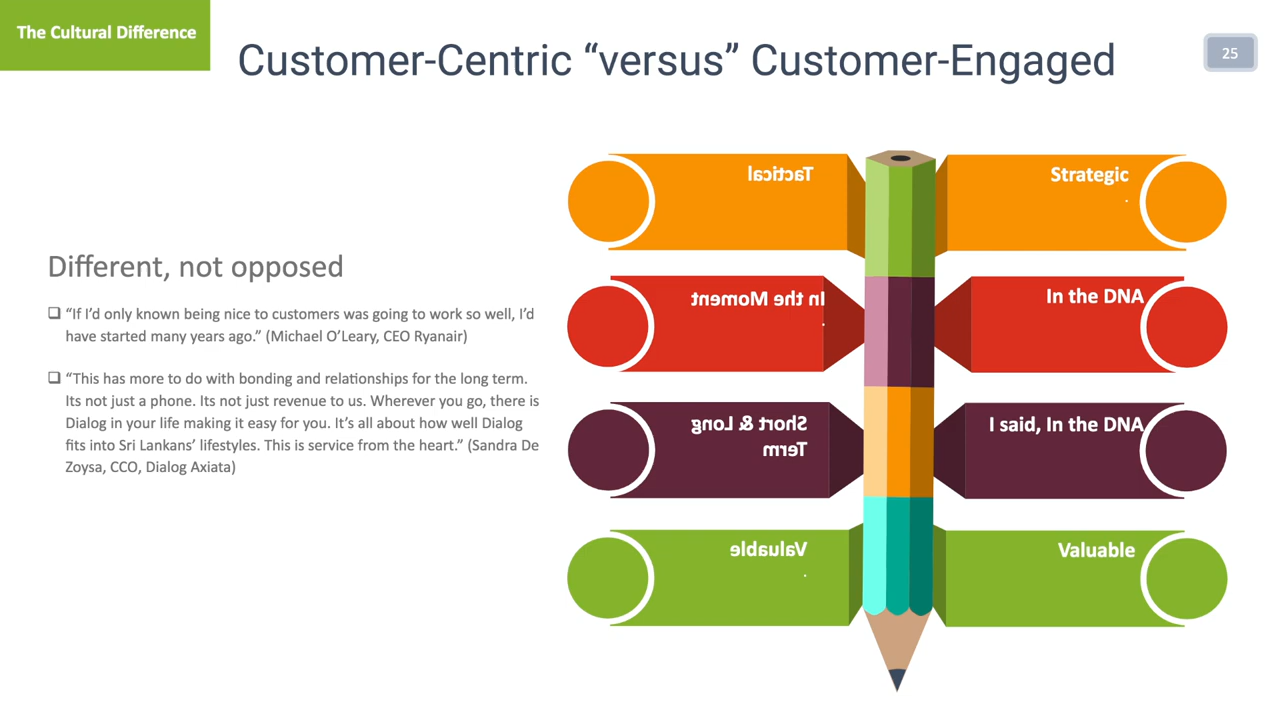 The Cultural Difference
Customer-Centric “versus” Customer-Engaged
25
Different, not opposed
❑ “If I’d only known being nice to customers was going to work so well, I’d
have started many years ago.” (Michael O’Leary, CEO Ryanair)
❑ “This has more to do with bonding and relationships for the long term.
Its not just a phone. Its not just revenue to us. Wherever you go, there is
Dialog in your life making it easy for you. It’s all about how well Dialog
fits into Sri Lankans’ lifestyles. This is service from the heart.” (Sandra De
Zoysa, CCO, Dialog Axiata)
Tactical
Strategic
.
In the Moment
.
In the DNA
Short & Long
Term
I said, In the DNA
Valuable
.
Valuable